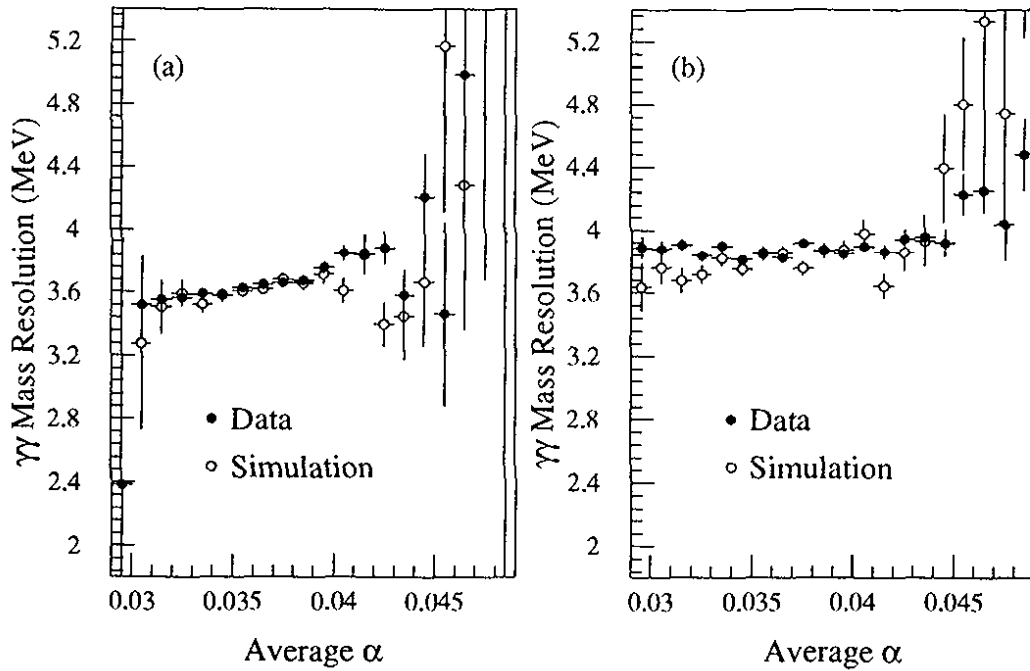 (a)
γγ Mass Resolution (MeV)
5.2
4.8
4.4
4
3.6
3.2
2.8
2.4
2
Data
Simulation
0.03
0.035
0.04
0.045
Average α
(b)
γγ Mass Resolution (MeV)
5.2
4.8
4.4
4
3.6
3.2
2.8
2.4
2
Data
Simulation
0.03
0.035
0.04
0.045
Average α